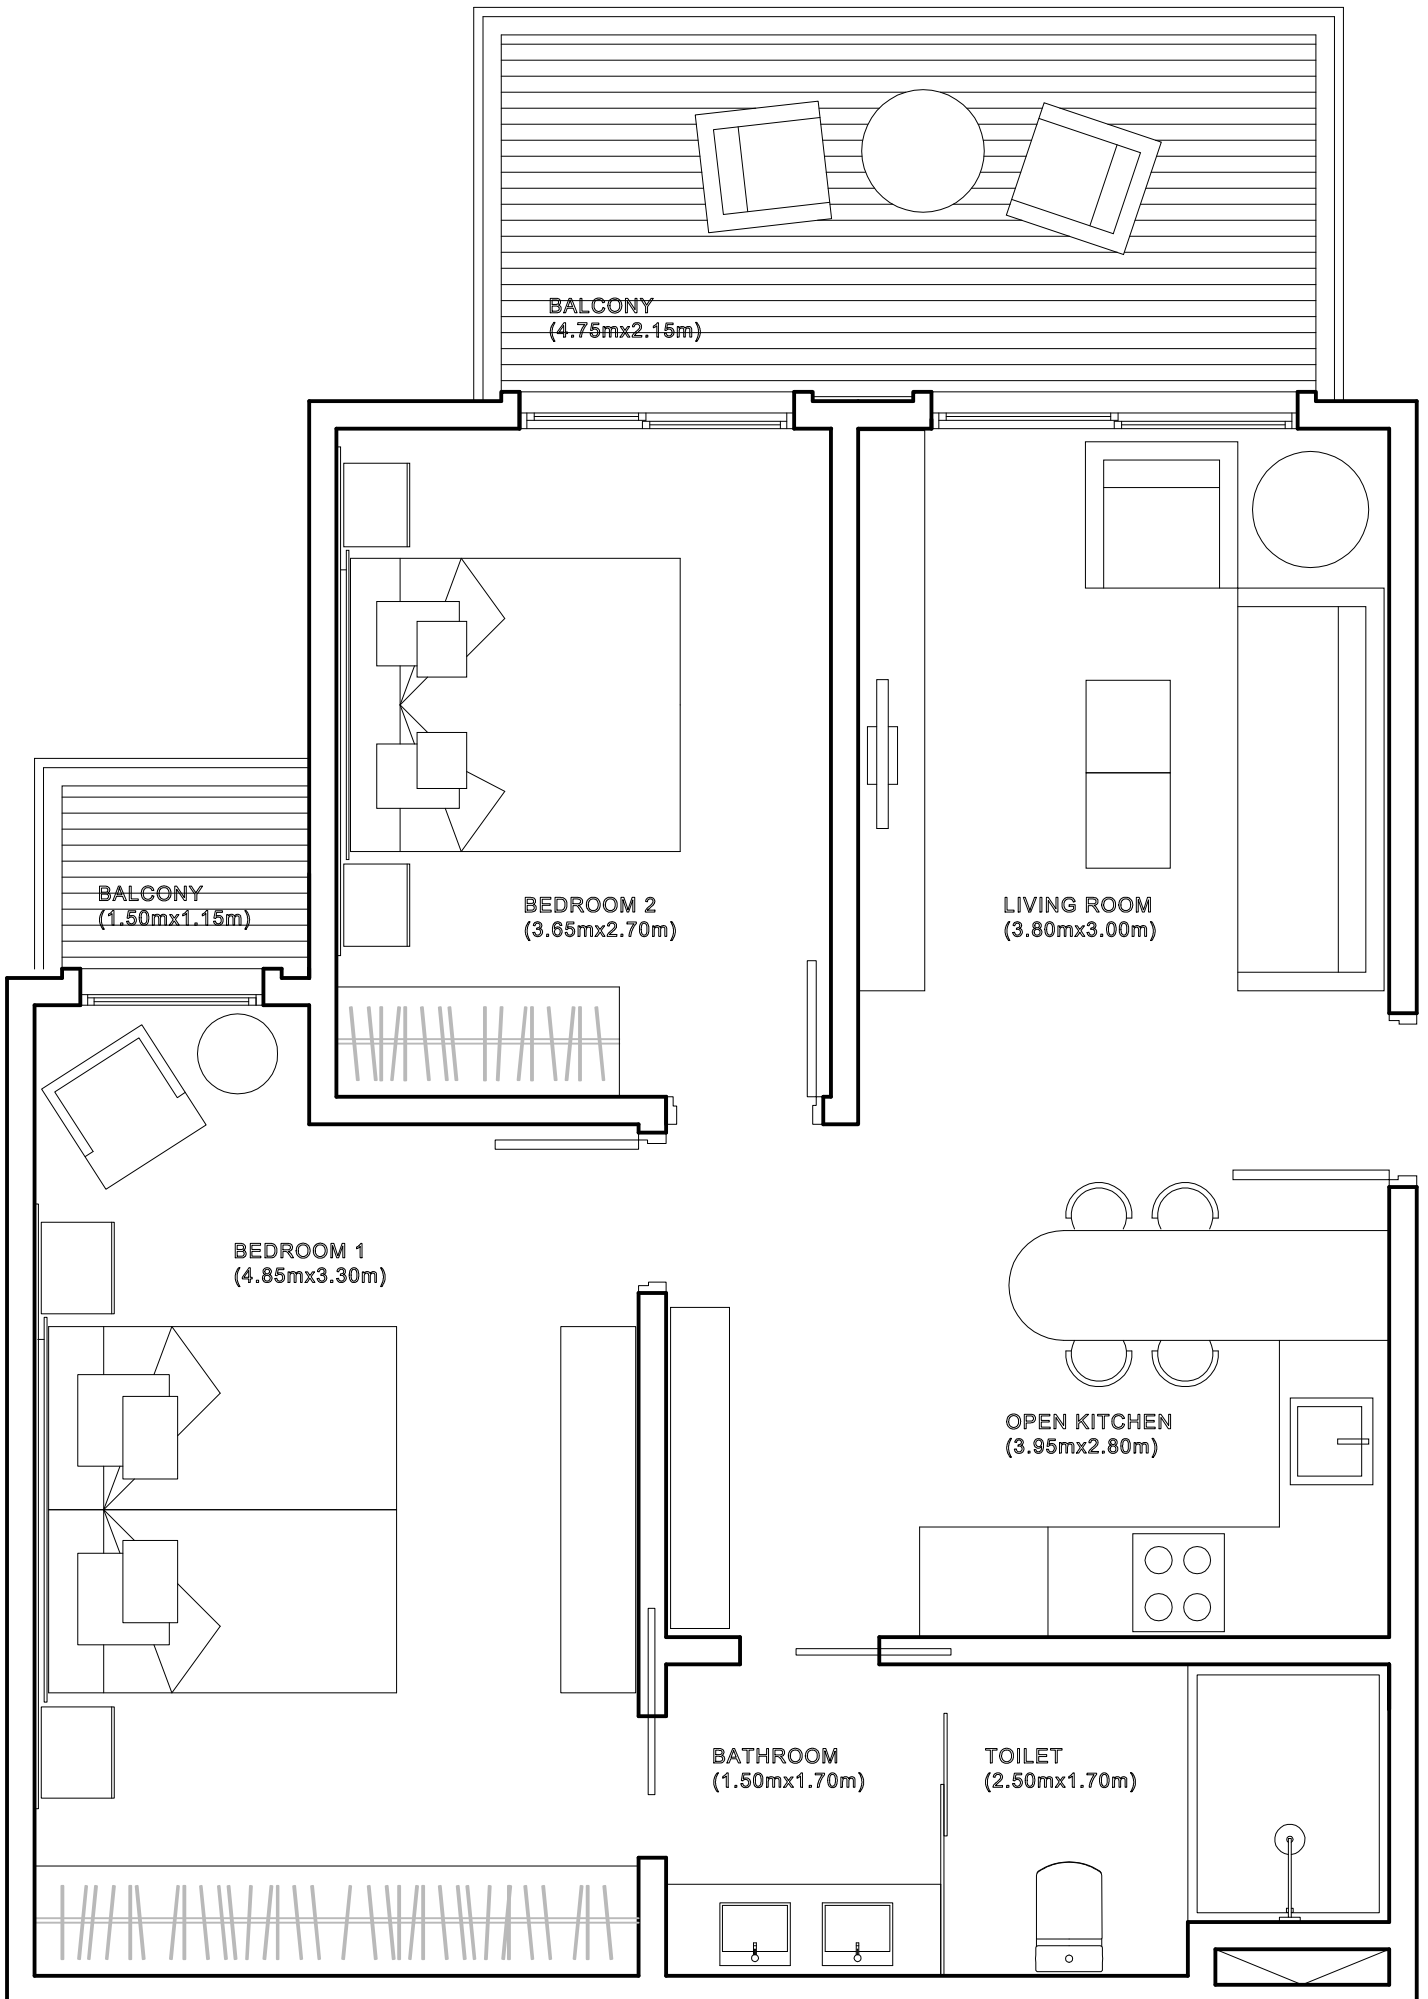 BALCONY
(4.75mx2.15m)
BALCONY
(1.50mx1.15m)
BEDROOM 2
(3.65mx2.70m)
LIVING ROOM
(3.80mx3.00m)
BEDROOM 1
(4.85mx3.30m)
OPEN KITCHEN
(3.95mx2.80m)
BATHROOM
(1.50mx1.70m)
TOILET
(2.50mx1.70m)